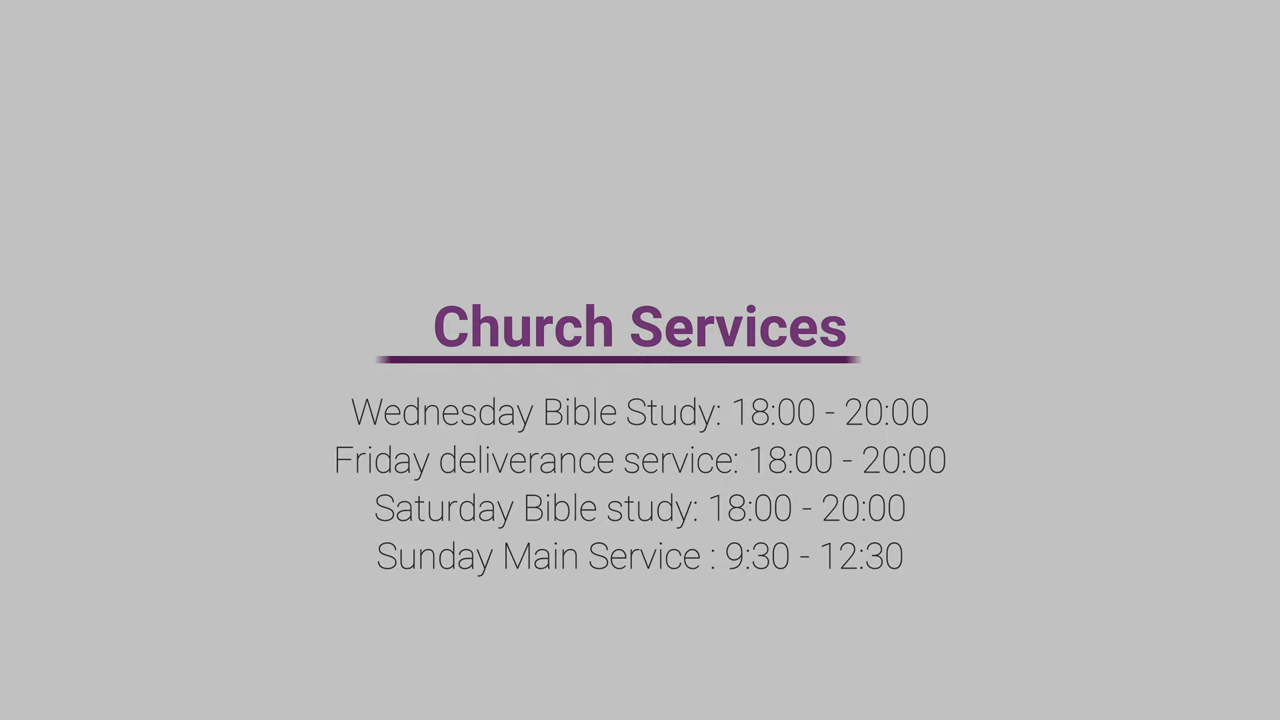 Church Services
Wednesday Bible Study: 18:00 - 20:00
Friday deliverance service: 18:00 - 20:00
Saturday Bible study: 18:00 - 20:00
Sunday Main Service : 9:30 - 12:30